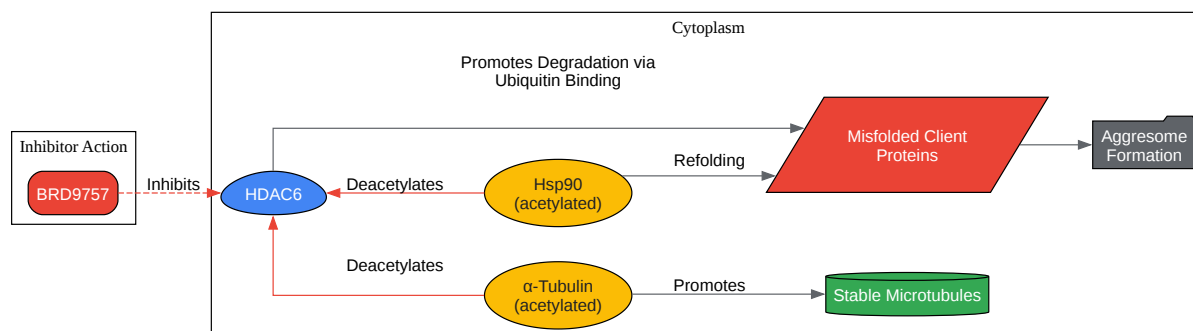 Cytoplasm
Promotes Degradation via
Ubiquitin Binding
Inhibitor Action
BRD9757
Inhibits
HDAC6
Deacetylates
Hsp90
(acetylated)
Refolding
Misfolded Client
Proteins
Aggresome
Formation
Deacetylates
α-Tubulin
(acetylated)
Promotes
Stable Microtubules